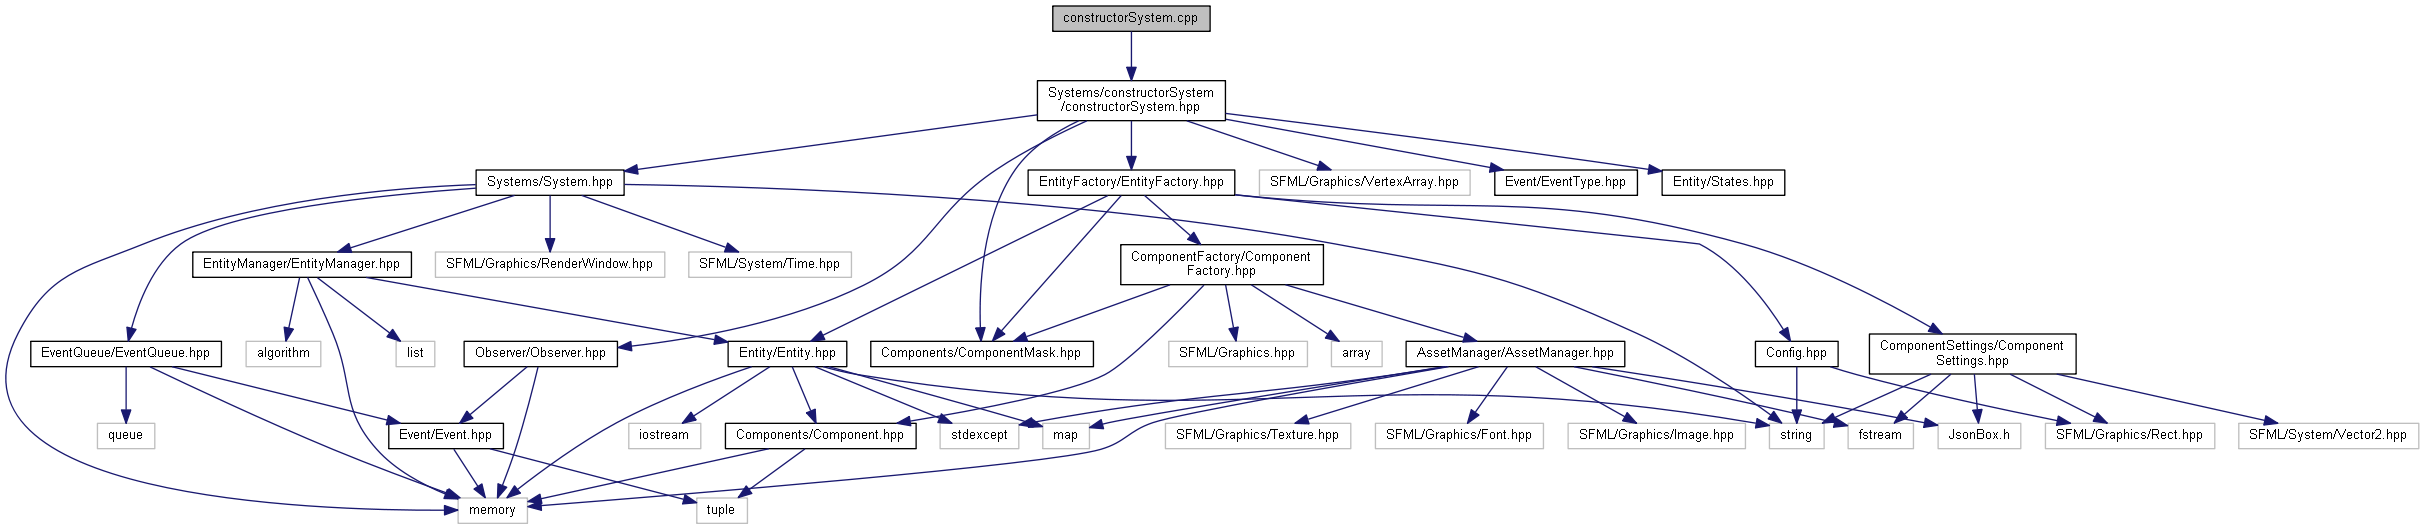 constructorSystem.cpp
Systems/constructorSystem
/constructorSystem.hpp
Systems/System.hpp
EntityFactory/EntityFactory.hpp
SFML/Graphics/VertexArray.hpp
Event/EventType.hpp
Entity/States.hpp
EntityManager/EntityManager.hpp
SFML/Graphics/RenderWindow.hpp
SFML/System/Time.hpp
ComponentFactory/Component
Factory.hpp
EventQueue/EventQueue.hpp
algorithm
list
Observer/Observer.hpp
Entity/Entity.hpp
Components/ComponentMask.hpp
SFML/Graphics.hpp
array
AssetManager/AssetManager.hpp
Config.hpp
ComponentSettings/Component
Settings.hpp
queue
Event/Event.hpp
iostream
Components/Component.hpp
stdexcept
map
SFML/Graphics/Texture.hpp
SFML/Graphics/Font.hpp
SFML/Graphics/Image.hpp
string
fstream
JsonBox.h
SFML/Graphics/Rect.hpp
SFML/System/Vector2.hpp
memory
tuple